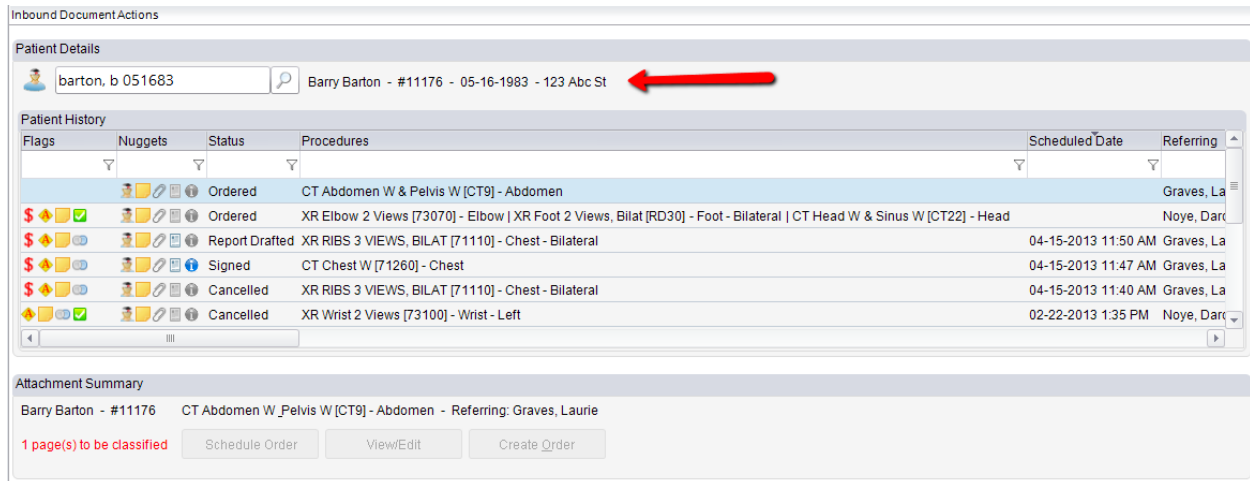 Inbound Document Actions
Patient Details
barton, b 051683 Barry Barton - #11176 - 05-16-1983 - 123 Abc St
Patient History
Flags Nuggets Status Procedures Scheduled Date Referring
Ordered CT Abdomen W & Pelvis W [CT9] - Abdomen Graves, La
$ A Ordered XR Elbow 2 Views [73070] - Elbow | XR Foot 2 Views, Bilat [RD30] - Foot - Bilateral | CT Head W & Sinus W [CT22] - Head Noye, Dard
$ A Report Drafted XR RIBS 3 VIEWS, BILAT [71110] - Chest - Bilateral 04-15-2013 11:50 AM Graves, La
$ A Signed CT Chest W [71260] - Chest 04-15-2013 11:47 AM Graves, La
$ A Cancelled XR RIBS 3 VIEWS, BILAT [71110] - Chest - Bilateral 04-15-2013 11:40 AM Graves, La
A Cancelled XR Wrist 2 Views [73100] - Wrist - Left 02-22-2013 1:35 PM Noye, Dard
Attachment Summary
Barry Barton - #11176 CT Abdomen W _Pelvis W [CT9] - Abdomen - Referring: Graves, Laurie
1 page(s) to be classified Schedule Order View/Edit Create Order